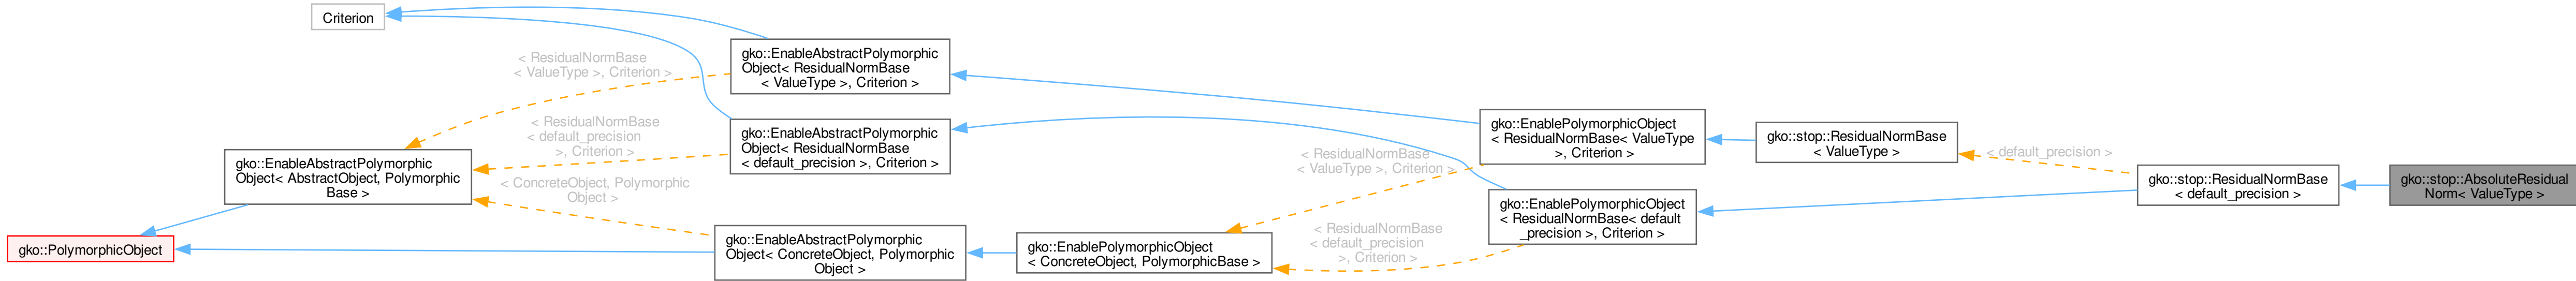 Criterion
gko::EnableAbstractPolymorphic
Object< ResidualNormBase
< ValueType >, Criterion >
< ResidualNormBase
< ValueType >, Criterion >
gko::EnableAbstractPolymorphic
Object< ResidualNormBase
< default_precision >, Criterion >
< ResidualNormBase
< default_precision
>, Criterion >
gko::EnableAbstractPolymorphic
Object< AbstractObject, Polymorphic
Base >
< ConcreteObject, Polymorphic
Object >
gko::PolymorphicObject
gko::EnableAbstractPolymorphic
Object< ConcreteObject, Polymorphic
Object >
gko::EnablePolymorphicObject
< ConcreteObject, PolymorphicBase >
< ResidualNormBase
< ValueType >, Criterion >
< ResidualNormBase
< default_precision
>, Criterion >
gko::EnablePolymorphicObject
< ResidualNormBase< ValueType
>, Criterion >
gko::EnablePolymorphicObject
< ResidualNormBase< default
_precision >, Criterion >
gko::stop::ResidualNormBase
< ValueType >
< default_precision >
gko::stop::ResidualNormBase
< default_precision >
gko::stop::AbsoluteResidual
Norm< ValueType >